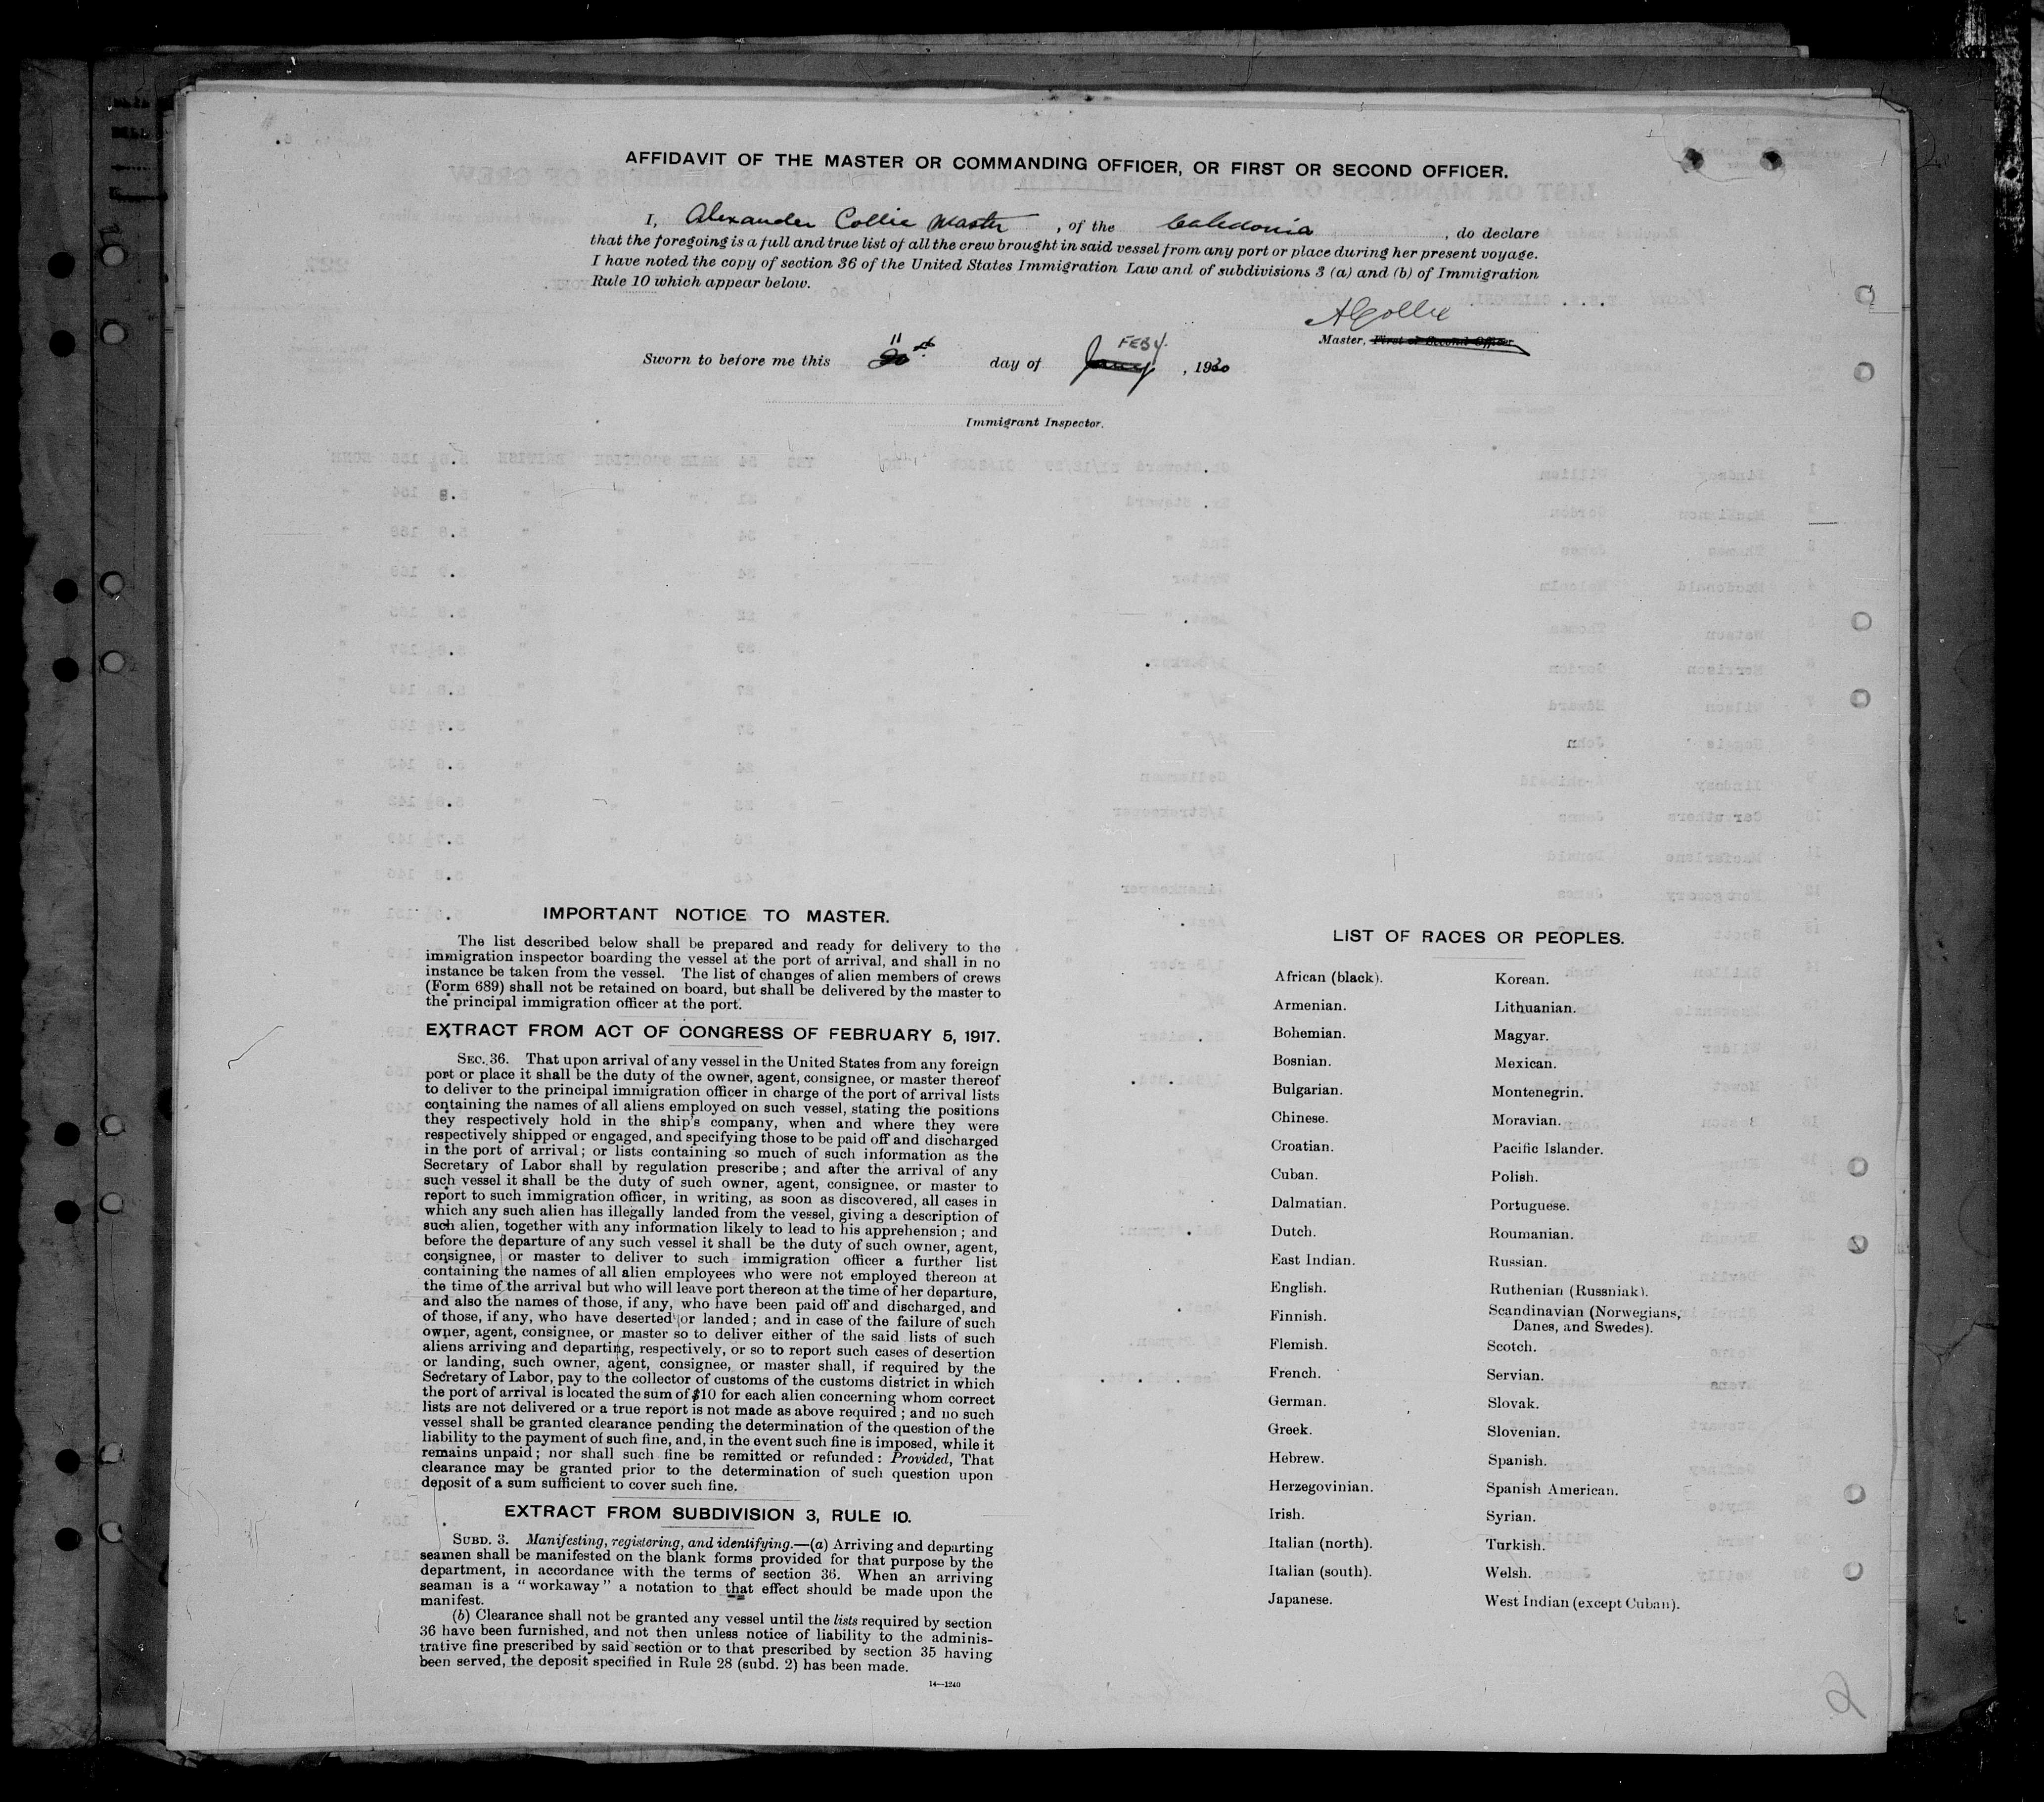 AFFIDAVIT OF THE MASTER OR COMMANDING OFFICER, OR FIRST OR SECOND OFFICER.
I, Alexander Collie Master, of the Caledonia, do declare
that the foregoing is a full and true list of all the crew brought in said vessel from any port or place during her present voyage.
I have noted the copy of section 36 of the United States Immigration Law and of subdivisions 3 (a) and (b) of Immigration
Rule 10 which appear below.
A Collie
Master, First or Second Officer
11 FEBY.
Sworn to before me this 20th day of Jany, 1930
Immigrant Inspector.
IMPORTANT NOTICE TO MASTER.
The list described below shall be prepared and ready for delivery to the
immigration inspector boarding the vessel at the port of arrival, and shall in no
instance be taken from the vessel. The list of changes of alien members of crews
(Form 689) shall not be retained on board, but shall be delivered by the master to
the principal immigration officer at the port.
EXTRACT FROM ACT OF CONGRESS OF FEBRUARY 5, 1917.
SEC. 36. That upon arrival of any vessel in the United States from any foreign
port or place it shall be the duty of the owner, agent, consignee, or master thereof
to deliver to the principal immigration officer in charge of the port of arrival lists
containing the names of all aliens employed on such vessel, stating the positions
they respectively hold in the ship's company, when and where they were
respectively shipped or engaged, and specifying those to be paid off and discharged
in the port of arrival; or lists containing so much of such information as the
Secretary of Labor shall by regulation prescribe; and after the arrival of any
such vessel it shall be the duty of such owner, agent, consignee, or master to
report to such immigration officer, in writing, as soon as discovered, all cases in
which any such alien has illegally landed from the vessel, giving a description of
such alien, together with any information likely to lead to his apprehension; and
before the departure of any such vessel it shall be the duty of such owner, agent,
consignee, or master to deliver to such immigration officer a further list
containing the names of all alien employees who were not employed thereon at
the time of the arrival but who will leave port thereon at the time of her departure,
and also the names of those, if any, who have been paid off and discharged, and
of those, if any, who have deserted or landed; and in case of the failure of such
owner, agent, consignee, or master so to deliver either of the said lists of such
aliens arriving and departing, respectively, or so to report such cases of desertion
or landing, such owner, agent, consignee, or master shall, if required by the
Secretary of Labor, pay to the collector of customs of the customs district in which
the port of arrival is located the sum of $10 for each alien concerning whom correct
lists are not delivered or a true report is not made as above required; and no such
vessel shall be granted clearance pending the determination of the question of the
liability to the payment of such fine, and, in the event such fine is imposed, while it
remains unpaid; nor shall such fine be remitted or refunded: Provided, That
clearance may be granted prior to the determination of such question upon
deposit of a sum sufficient to cover such fine.
EXTRACT FROM SUBDIVISION 3, RULE 10.
SUBD. 3. Manifesting, registering, and identifying.—(a) Arriving and departing
seamen shall be manifested on the blank forms provided for that purpose by the
department, in accordance with the terms of section 36. When an arriving
seaman is a "workaway" a notation to that effect should be made upon the
manifest.
(b) Clearance shall not be granted any vessel until the lists required by section
36 have been furnished, and not then unless notice of liability to the adminis-
trative fine prescribed by said section or to that prescribed by section 35 having
been served, the deposit specified in Rule 28 (subd. 2) has been made.
14—1240
LIST OF RACES OR PEOPLES.
African (black).
Armenian.
Bohemian.
Bosnian.
Bulgarian.
Chinese.
Croatian.
Cuban.
Dalmatian.
Dutch.
East Indian.
English.
Finnish.
Flemish.
French.
German.
Greek.
Hebrew.
Herzegovinian.
Irish.
Italian (north).
Italian (south).
Japanese.
Korean.
Lithuanian.
Magyar.
Mexican.
Montenegrin.
Moravian.
Pacific Islander.
Polish.
Portuguese.
Roumanian.
Russian.
Ruthenian (Russniak).
Scandinavian (Norwegians,
Danes, and Swedes).
Scotch.
Servian.
Slovak.
Slovenian.
Spanish.
Spanish American.
Syrian.
Turkish.
Welsh.
West Indian (except Cuban).
2